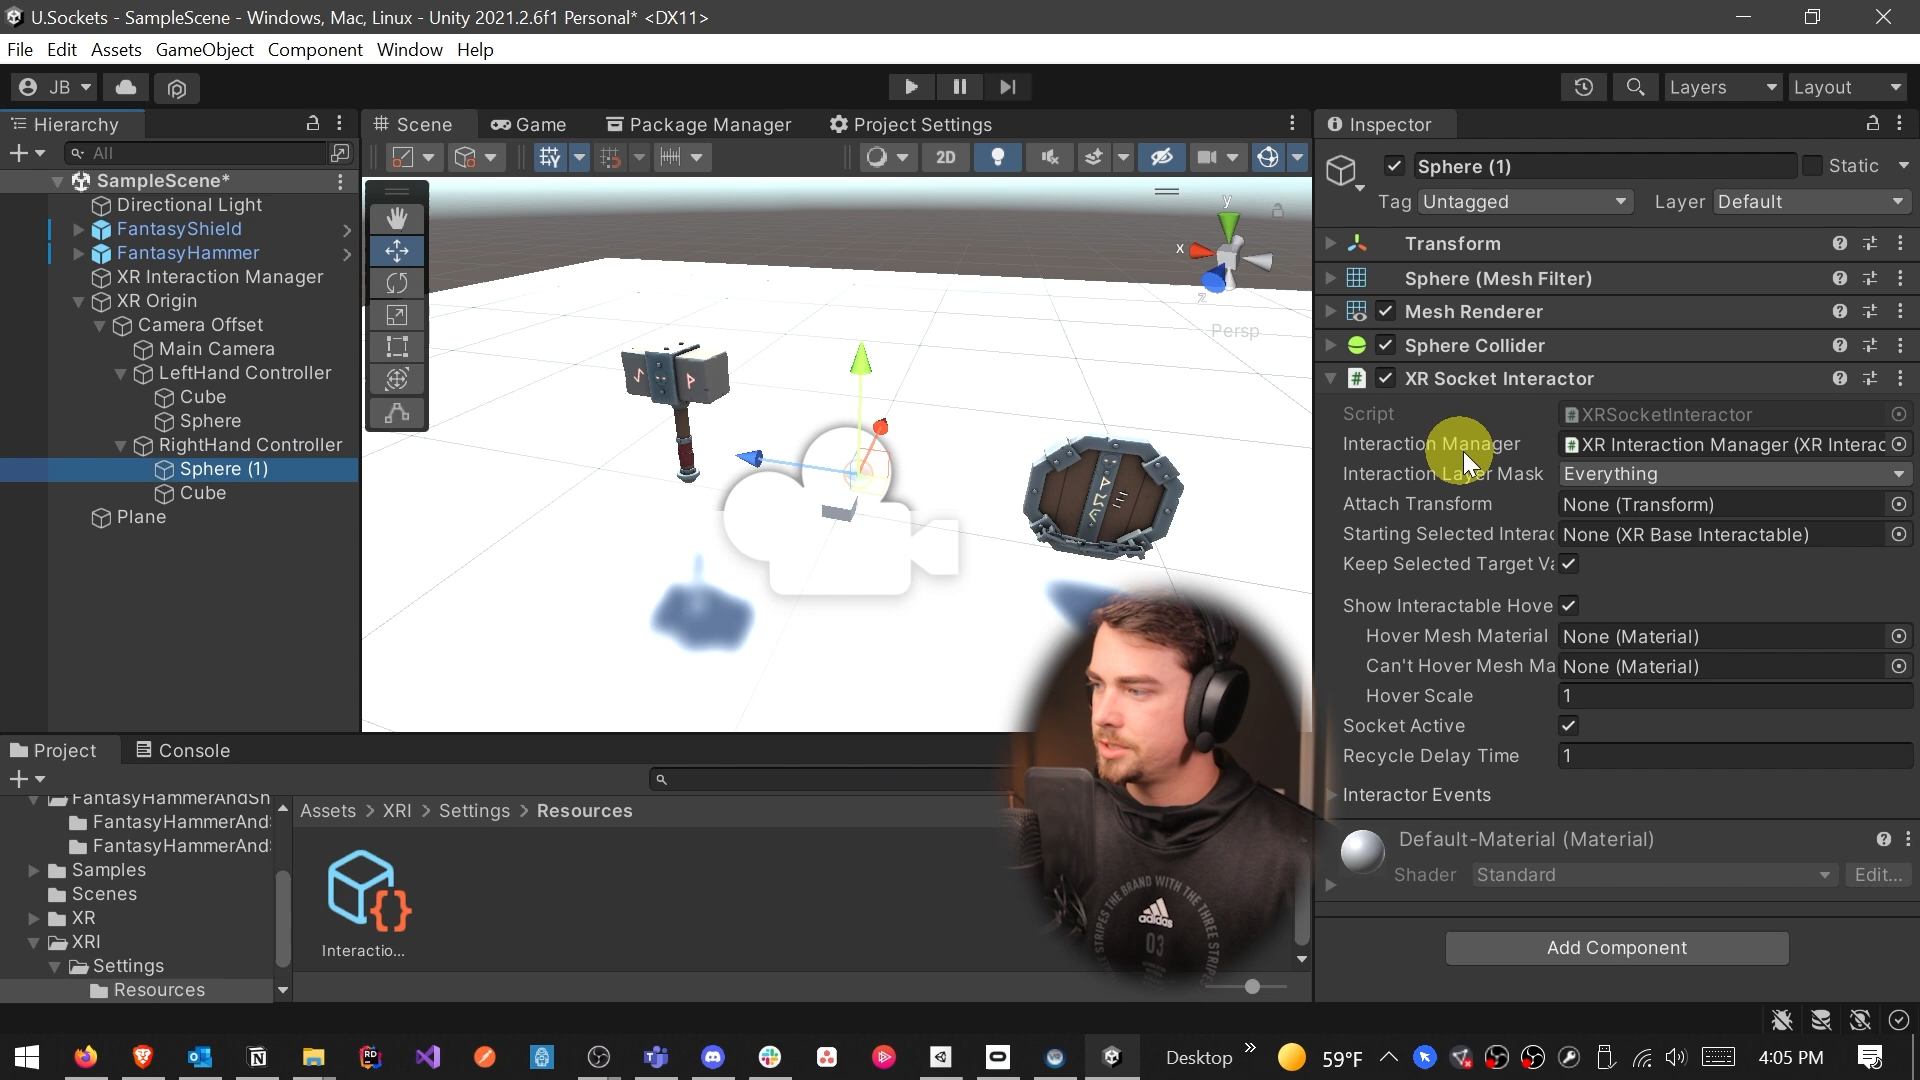 U.Sockets - SampleScene - Windows, Mac, Linux - Unity 2021.2.6f1 Personal* <DX11>
File Edit Assets GameObject Component Window Help
JB
Layers
Layout
Hierarchy
All
SampleScene*
Directional Light
FantasyShield
FantasyHammer
XR Interaction Manager
XR Origin
Camera Offset
Main Camera
LeftHand Controller
Cube
Sphere
RightHand Controller
Sphere (1)
Cube
Plane
Scene
Game
Package Manager
Project Settings
2D
y
x
z
Persp
Inspector
Sphere (1)
Static
Tag Untagged
Layer Default
Transform
Sphere (Mesh Filter)
Mesh Renderer
Sphere Collider
XR Socket Interactor
Script XRSocketInteractor
Interaction Manager XR Interaction Manager (XR Interac
Interaction Layer Mask Everything
Attach Transform None (Transform)
Starting Selected Interac None (XR Base Interactable)
Keep Selected Target Va
Show Interactable Hove
Hover Mesh Material None (Material)
Can't Hover Mesh Ma None (Material)
Hover Scale 1
Socket Active
Recycle Delay Time 1
Interactor Events
Default-Material (Material)
Shader Standard Edit...
Add Component
Project
Console
FantasyHammerAndSh
FantasyHammerAnd
FantasyHammerAnd
Samples
Scenes
XR
XRI
Settings
Resources
Assets > XRI > Settings > Resources
Interactio...
THE BRAND WITH THE THREE STRIPES
adidas
03
Desktop
59°F
4:05 PM